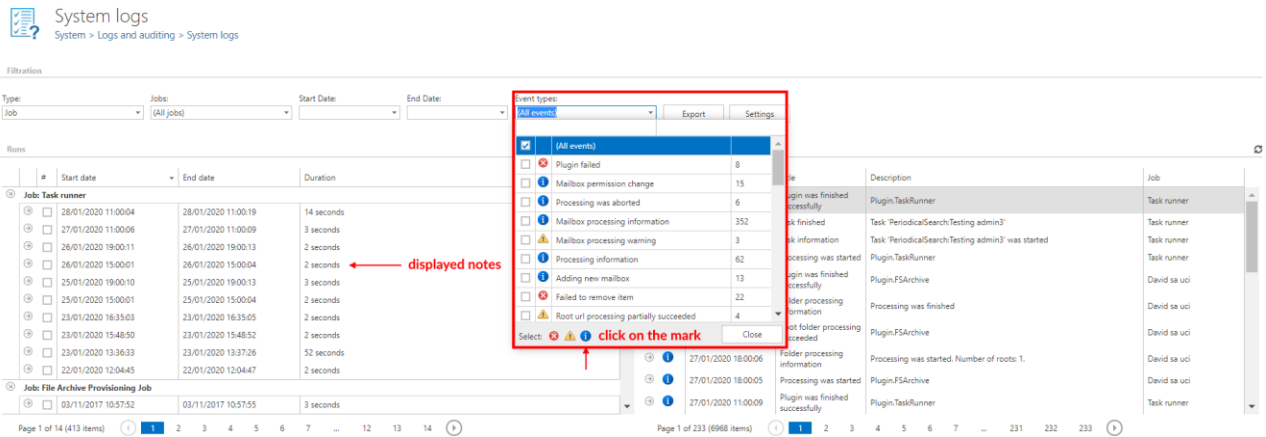 System logs
System > Logs and auditing > System logs
Filtration
Type:
Jobs:
Start Date:
End Date:
Event types:
Job
(All jobs)
(All events)
Export
Settings
(All events)
Plugin failed 8
Mailbox permission change 15
Processing was aborted 6
Mailbox processing information 352
Mailbox processing warning 3
Processing information 62
Adding new mailbox 13
Failed to remove item 22
Root url processing partially succeeded 4
Select: click on the mark Close
Runs
# Start date End date Duration
Job: Task runner
28/01/2020 11:00:04 28/01/2020 11:00:19 14 seconds
27/01/2020 11:00:06 27/01/2020 11:00:09 3 seconds
26/01/2020 19:00:11 26/01/2020 19:00:13 2 seconds
26/01/2020 15:00:01 26/01/2020 15:00:04 2 seconds displayed notes
25/01/2020 19:00:10 25/01/2020 19:00:13 3 seconds
25/01/2020 15:00:01 25/01/2020 15:00:04 2 seconds
23/01/2020 16:35:03 23/01/2020 16:35:05 2 seconds
23/01/2020 15:48:50 23/01/2020 15:48:52 2 seconds
23/01/2020 13:36:33 23/01/2020 13:37:26 52 seconds
22/01/2020 12:04:45 22/01/2020 12:04:47 2 seconds
Job: File Archive Provisioning Job
03/11/2017 10:57:52 03/11/2017 10:57:55 3 seconds
Page 1 of 14 (413 items) 1 2 3 4 5 6 7 ... 12 13 14
Description Job
was finished
Plugin.TaskRunner Task runner
finished Task 'PeriodicalSearch:Testing admin3' Task runner
information Task 'PeriodicalSearch:Testing admin3' was started Task runner
was started Plugin.TaskRunner Task runner
was finished
Plugin.FSArchive David sa uci
processing
Processing was finished David sa uci
folder processing
Plugin.FSArchive David sa uci
27/01/2020 18:00:06 Folder processing
information Processing was started. Number of roots: 1. David sa uci
27/01/2020 18:00:05 Processing was started Plugin.FSArchive David sa uci
27/01/2020 11:00:09 Plugin was finished
successfully Plugin.TaskRunner Task runner
Page 1 of 233 (6968 items) 1 2 3 4 5 6 7 ... 231 232 233